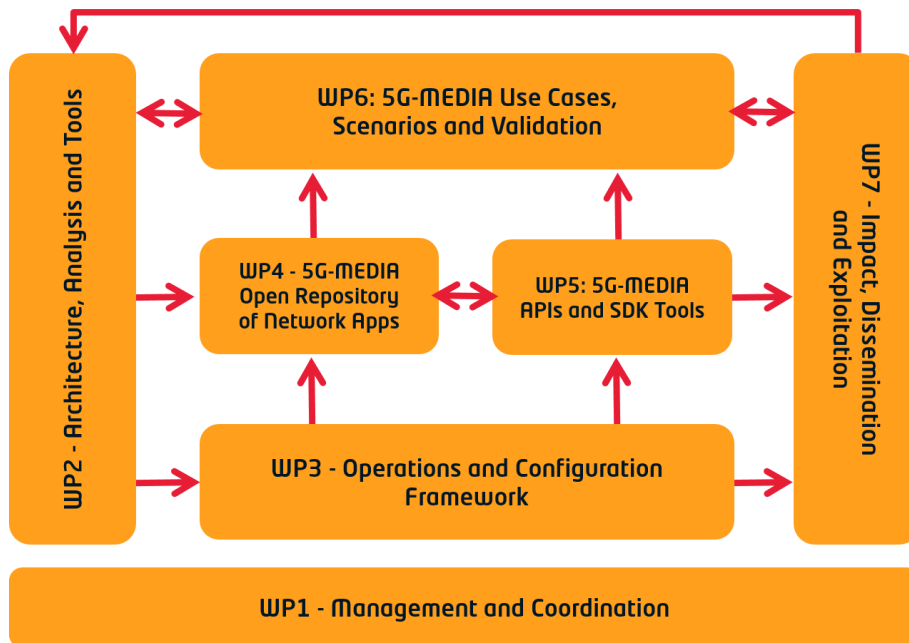 WP6: 5G-MEDIA Use Cases,
Scenarios and Validation
WP2 - Architecture, Analysis and Tools
WP7 - Impact, Dissemination
and Exploitation
WP4 - 5G-MEDIA
Open Repository
of Network Apps
WP5: 5G-MEDIA
APIs and SDK Tools
WP3 - Operations and Configuration
Framework
WP1 - Management and Coordination